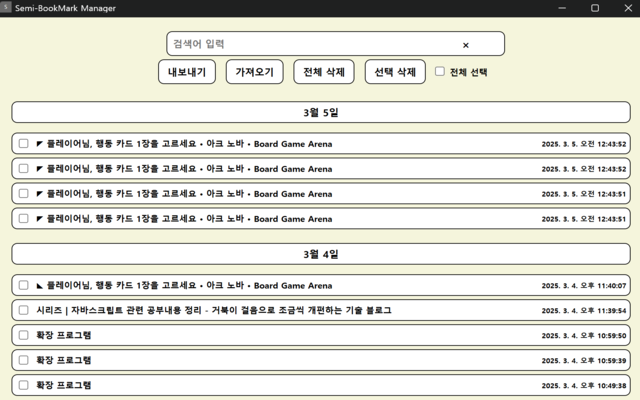 S Semi-BookMark Manager
검색어 입력 ×
내보내기 가져오기 전체 삭제 선택 삭제 전체 선택
3월 5일
◤ 플레이어님, 행동 카드 1장을 고르세요 • 아크 노바 • Board Game Arena 2025. 3. 5. 오전 12:43:52
◤ 플레이어님, 행동 카드 1장을 고르세요 • 아크 노바 • Board Game Arena 2025. 3. 5. 오전 12:43:52
◤ 플레이어님, 행동 카드 1장을 고르세요 • 아크 노바 • Board Game Arena 2025. 3. 5. 오전 12:43:51
◤ 플레이어님, 행동 카드 1장을 고르세요 • 아크 노바 • Board Game Arena 2025. 3. 5. 오전 12:43:51
3월 4일
◣ 플레이어님, 행동 카드 1장을 고르세요 • 아크 노바 • Board Game Arena 2025. 3. 4. 오후 11:40:07
시리즈 | 자바스크립트 관련 공부내용 정리 - 거북이 걸음으로 조금씩 개편하는 기술 블로그 2025. 3. 4. 오후 11:39:54
확장 프로그램 2025. 3. 4. 오후 10:59:50
확장 프로그램 2025. 3. 4. 오후 10:59:39
확장 프로그램 2025. 3. 4. 오후 10:49:38